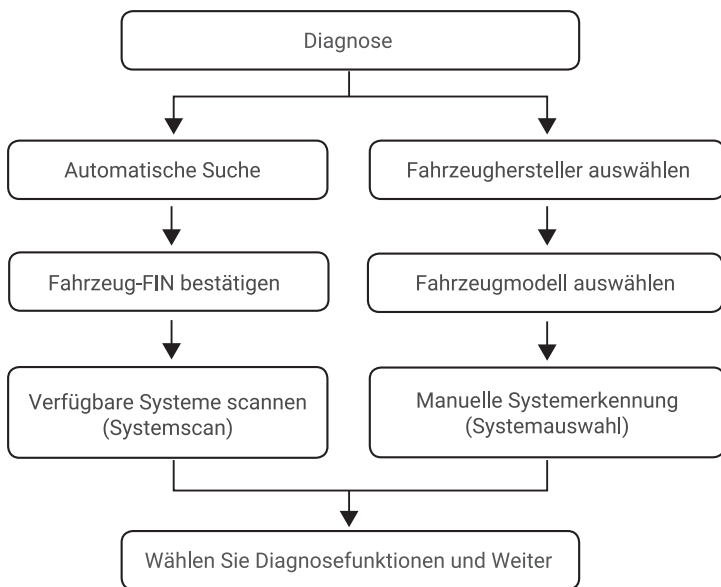 Diagnose
Automatische Suche
Fahrzeug-FIN bestätigen
Verfügbare Systeme scannen
(Systemscan)
Fahrzeughersteller auswählen
Fahrzeugmodell auswählen
Manuelle Systemerkennung
(Systemauswahl)
Wählen Sie Diagnosefunktionen und Weiter